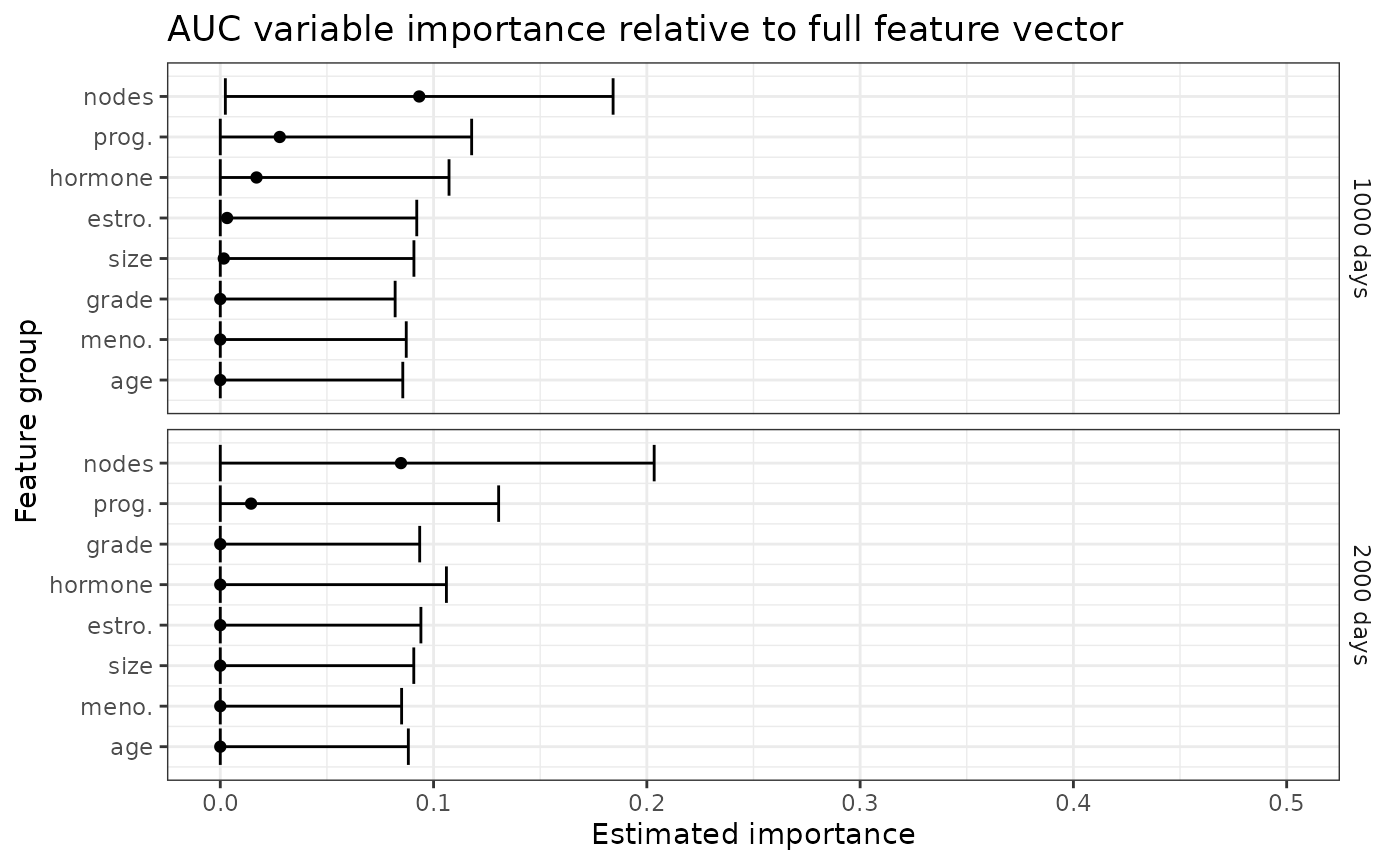 AUC variable importance relative to full feature vector
Feature group
nodes
prog.
hormone
estro.
size
grade
meno.
age
1000 days
nodes
prog.
grade
hormone
estro.
size
meno.
age
2000 days
0.0 0.1 0.2 0.3 0.4 0.5
Estimated importance